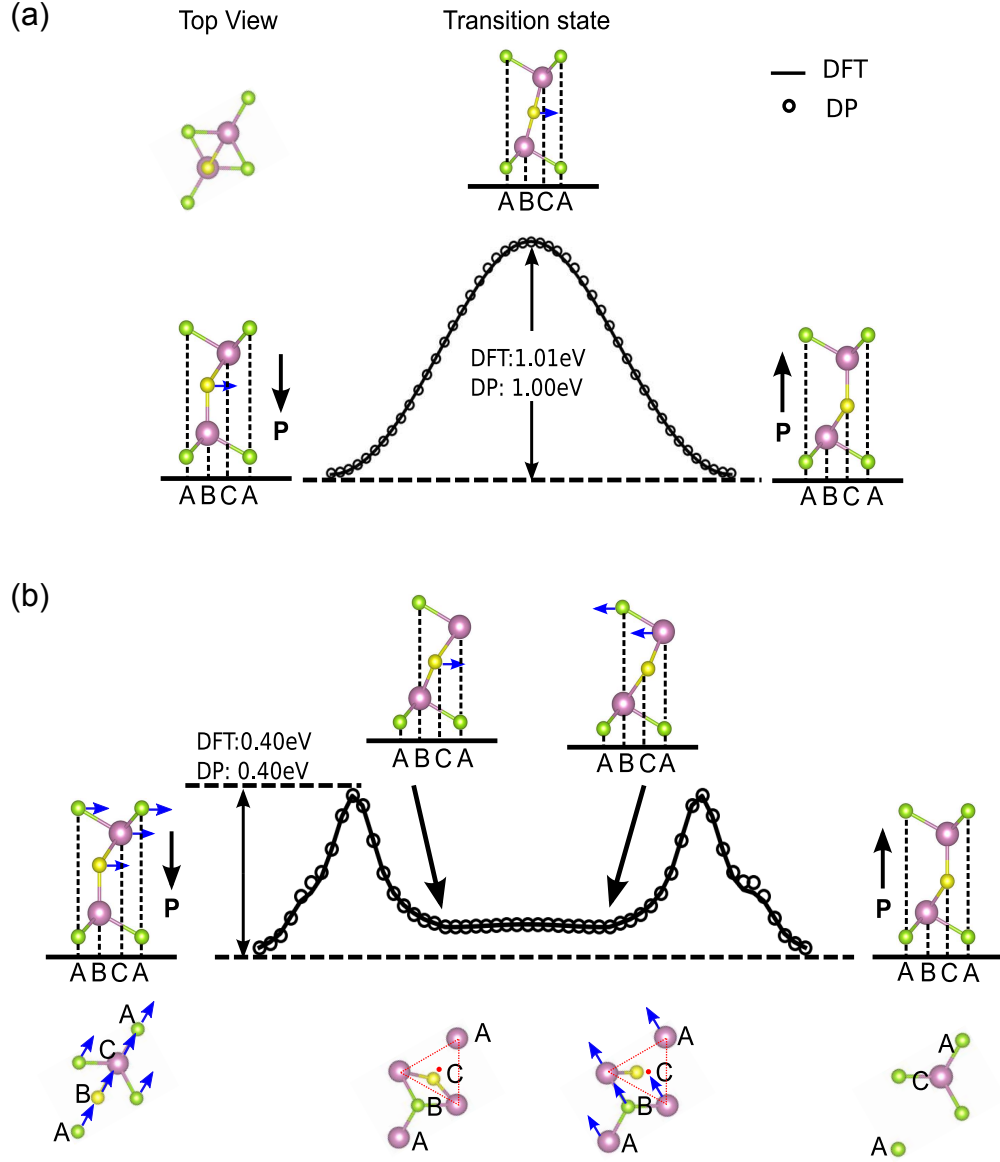 (a)
Top View
Transition state
DFT
DP
A B C A
DFT:1.01eV
DP: 1.00eV
P
P
A B C A
A B C A
(b)
DFT:0.40eV
DP: 0.40eV
A B C A
A B C A
P
P
A B C A
A B C A
A
C
B
A
A
C
B
A
A
C
B
A
A
C
A